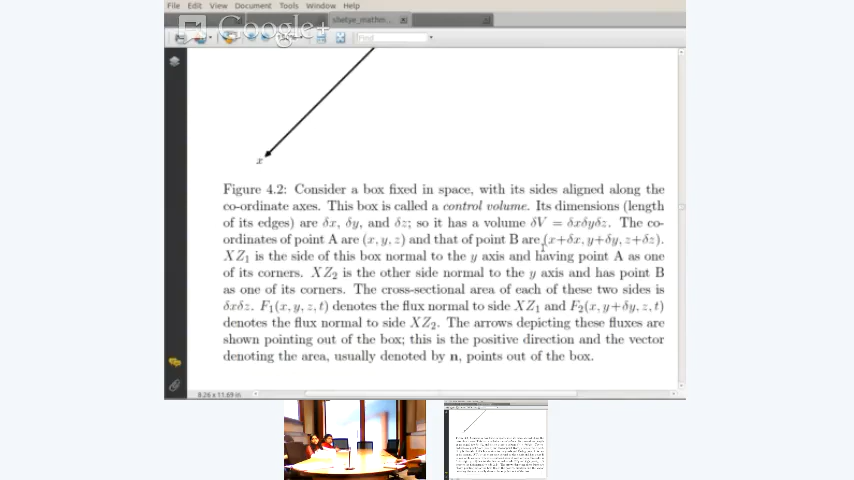 File Edit View Document Tools Window Help
shetye_mathm...
Google+
Find
x
Figure 4.2: Consider a box fixed in space, with its sides aligned along the
co-ordinate axes. This box is called a control volume. Its dimensions (length
of its edges) are δx, δy, and δz; so it has a volume δV = δxδyδz. The co-
ordinates of point A are (x, y, z) and that of point B are (x+δx, y+δy, z+δz).
XZ₁ is the side of this box normal to the y axis and having point A as one
of its corners. XZ₂ is the other side normal to the y axis and has point B
as one of its corners. The cross-sectional area of each of these two sides is
δxδz. F₁(x, y, z, t) denotes the flux normal to side XZ₁ and F₂(x, y+δy, z, t)
denotes the flux normal to side XZ₂. The arrows depicting these fluxes are
shown pointing out of the box; this is the positive direction and the vector
denoting the area, usually denoted by n, points out of the box.
8.26 x 11.69 in